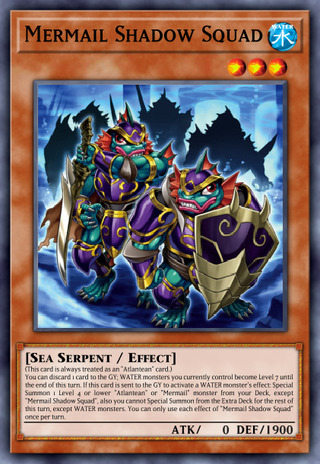 Mermail Shadow Squad
WATER
水
[Sea Serpent / Effect]
(This card is always treated as an "Atlantean" card.)
You can discard 1 card to the GY; WATER monsters you currently control become Level 7 until
the end of this turn. If this card is sent to the GY to activate a WATER monster's effect: Special
Summon 1 Level 4 or lower "Atlantean" or "Mermail" monster from your Deck, except
"Mermail Shadow Squad", also you cannot Special Summon from the Extra Deck for the rest of
this turn, except WATER monsters. You can only use each effect of "Mermail Shadow Squad"
once per turn.
ATK/ 0 DEF/1900